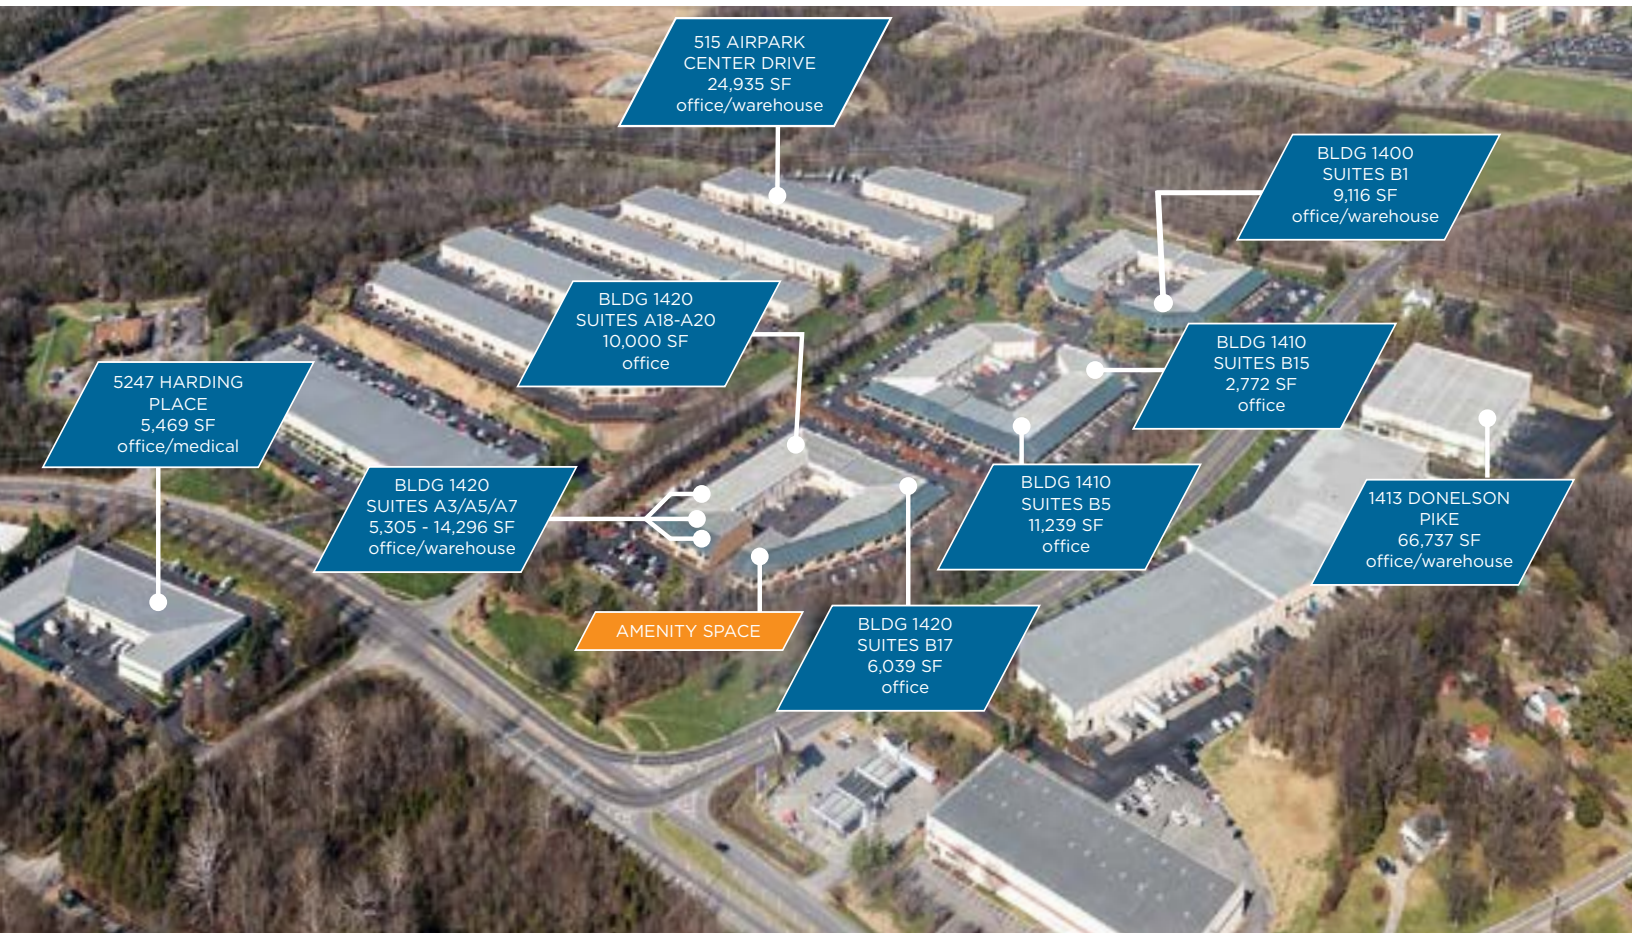 515 AIRPARK
CENTER DRIVE
24,935 SF
office/warehouse
BLDG 1400
SUITES B1
9,116 SF
office/warehouse
BLDG 1420
SUITES A18-A20
10,000 SF
office
BLDG 1410
SUITES B15
2,772 SF
office
5247 HARDING
PLACE
5,469 SF
office/medical
BLDG 1420
SUITES A3/A5/A7
5,305 - 14,296 SF
office/warehouse
BLDG 1410
SUITES B5
11,239 SF
office
1413 DONELSON
PIKE
66,737 SF
office/warehouse
AMENITY SPACE
BLDG 1420
SUITES B17
6,039 SF
office